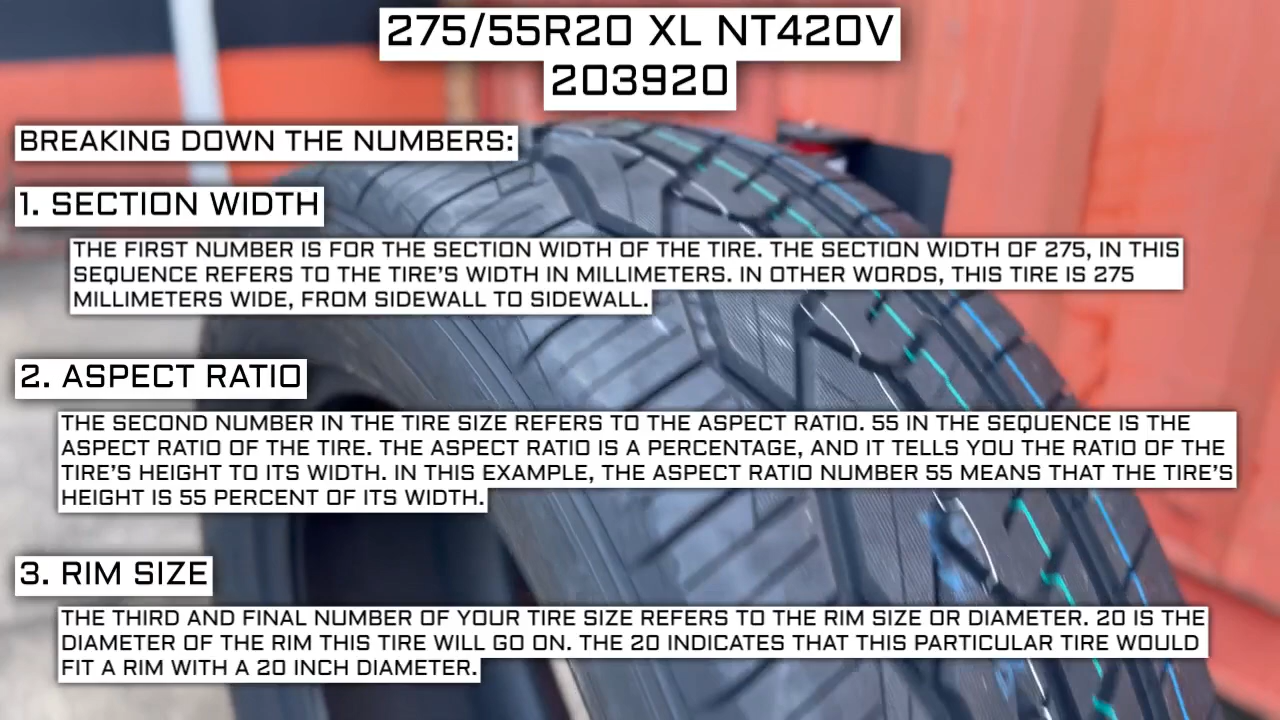 275/55R20 XL NT420V
203920
BREAKING DOWN THE NUMBERS:
1. SECTION WIDTH
THE FIRST NUMBER IS FOR THE SECTION WIDTH OF THE TIRE. THE SECTION WIDTH OF 275, IN THIS
SEQUENCE REFERS TO THE TIRE'S WIDTH IN MILLIMETERS. IN OTHER WORDS, THIS TIRE IS 275
MILLIMETERS WIDE, FROM SIDEWALL TO SIDEWALL.
2. ASPECT RATIO
THE SECOND NUMBER IN THE TIRE SIZE REFERS TO THE ASPECT RATIO. 55 IN THE SEQUENCE IS THE
ASPECT RATIO OF THE TIRE. THE ASPECT RATIO IS A PERCENTAGE, AND IT TELLS YOU THE RATIO OF THE
TIRE'S HEIGHT TO ITS WIDTH. IN THIS EXAMPLE, THE ASPECT RATIO NUMBER 55 MEANS THAT THE TIRE'S
HEIGHT IS 55 PERCENT OF ITS WIDTH.
3. RIM SIZE
THE THIRD AND FINAL NUMBER OF YOUR TIRE SIZE REFERS TO THE RIM SIZE OR DIAMETER. 20 IS THE
DIAMETER OF THE RIM THIS TIRE WILL GO ON. THE 20 INDICATES THAT THIS PARTICULAR TIRE WOULD
FIT A RIM WITH A 20 INCH DIAMETER.